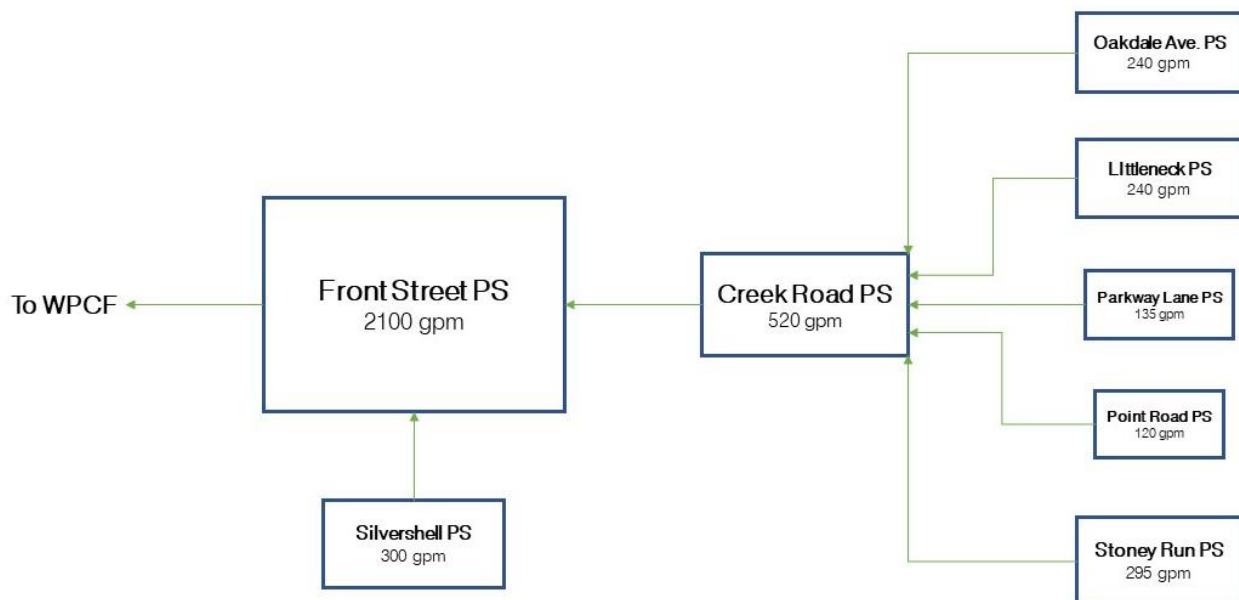 Oakdale Ave. PS
240 gpm
LIttleneck PS
240 gpm
Front Street PS
2100 gpm
To WPCF
Creek Road PS
520 gpm
Parkway Lane PS
135 gpm
Point Road PS
120 gpm
Silvershell PS
300 gpm
Stoney Run PS
295 gpm